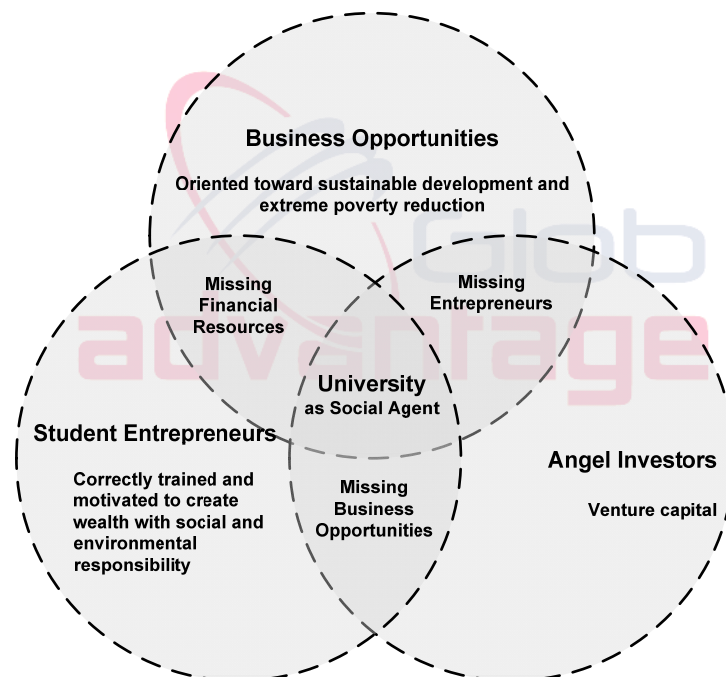 Business Opportunities
Oriented toward sustainable development and
extreme poverty reduction
Glob
advantage
Missing
Financial
Resources
Missing
Entrepreneurs
University
as Social Agent
Student Entrepreneurs
Correctly trained and
motivated to create
wealth with social and
environmental
responsibility
Angel Investors
Venture capital
Missing
Business
Opportunities